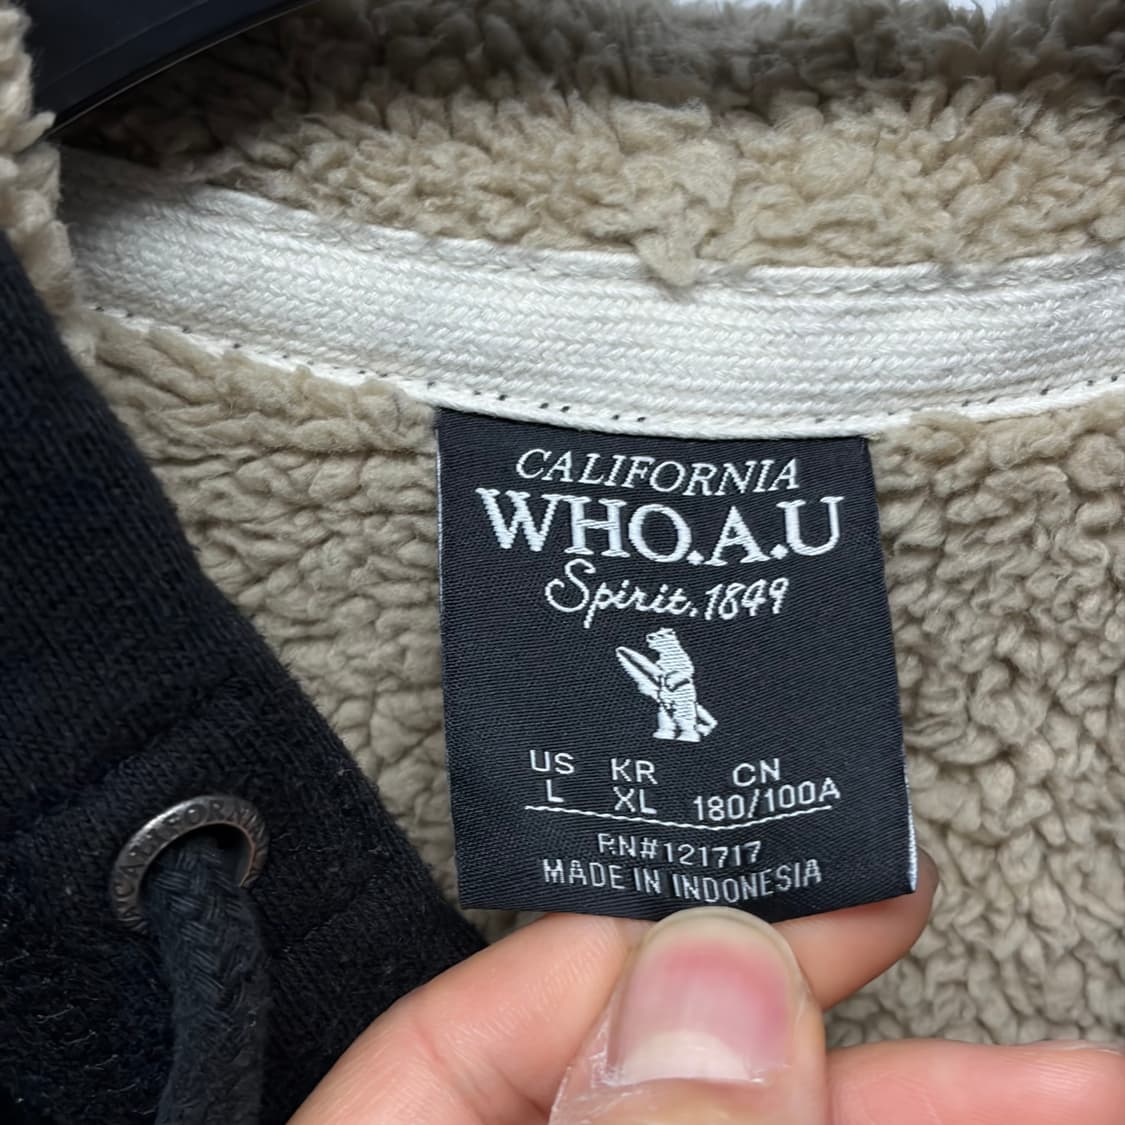 CALIFORNIA
WHO.A.U
Spirit.1849
US KR CN
L XL 180/100A
RN#121717
MADE IN INDONESIA